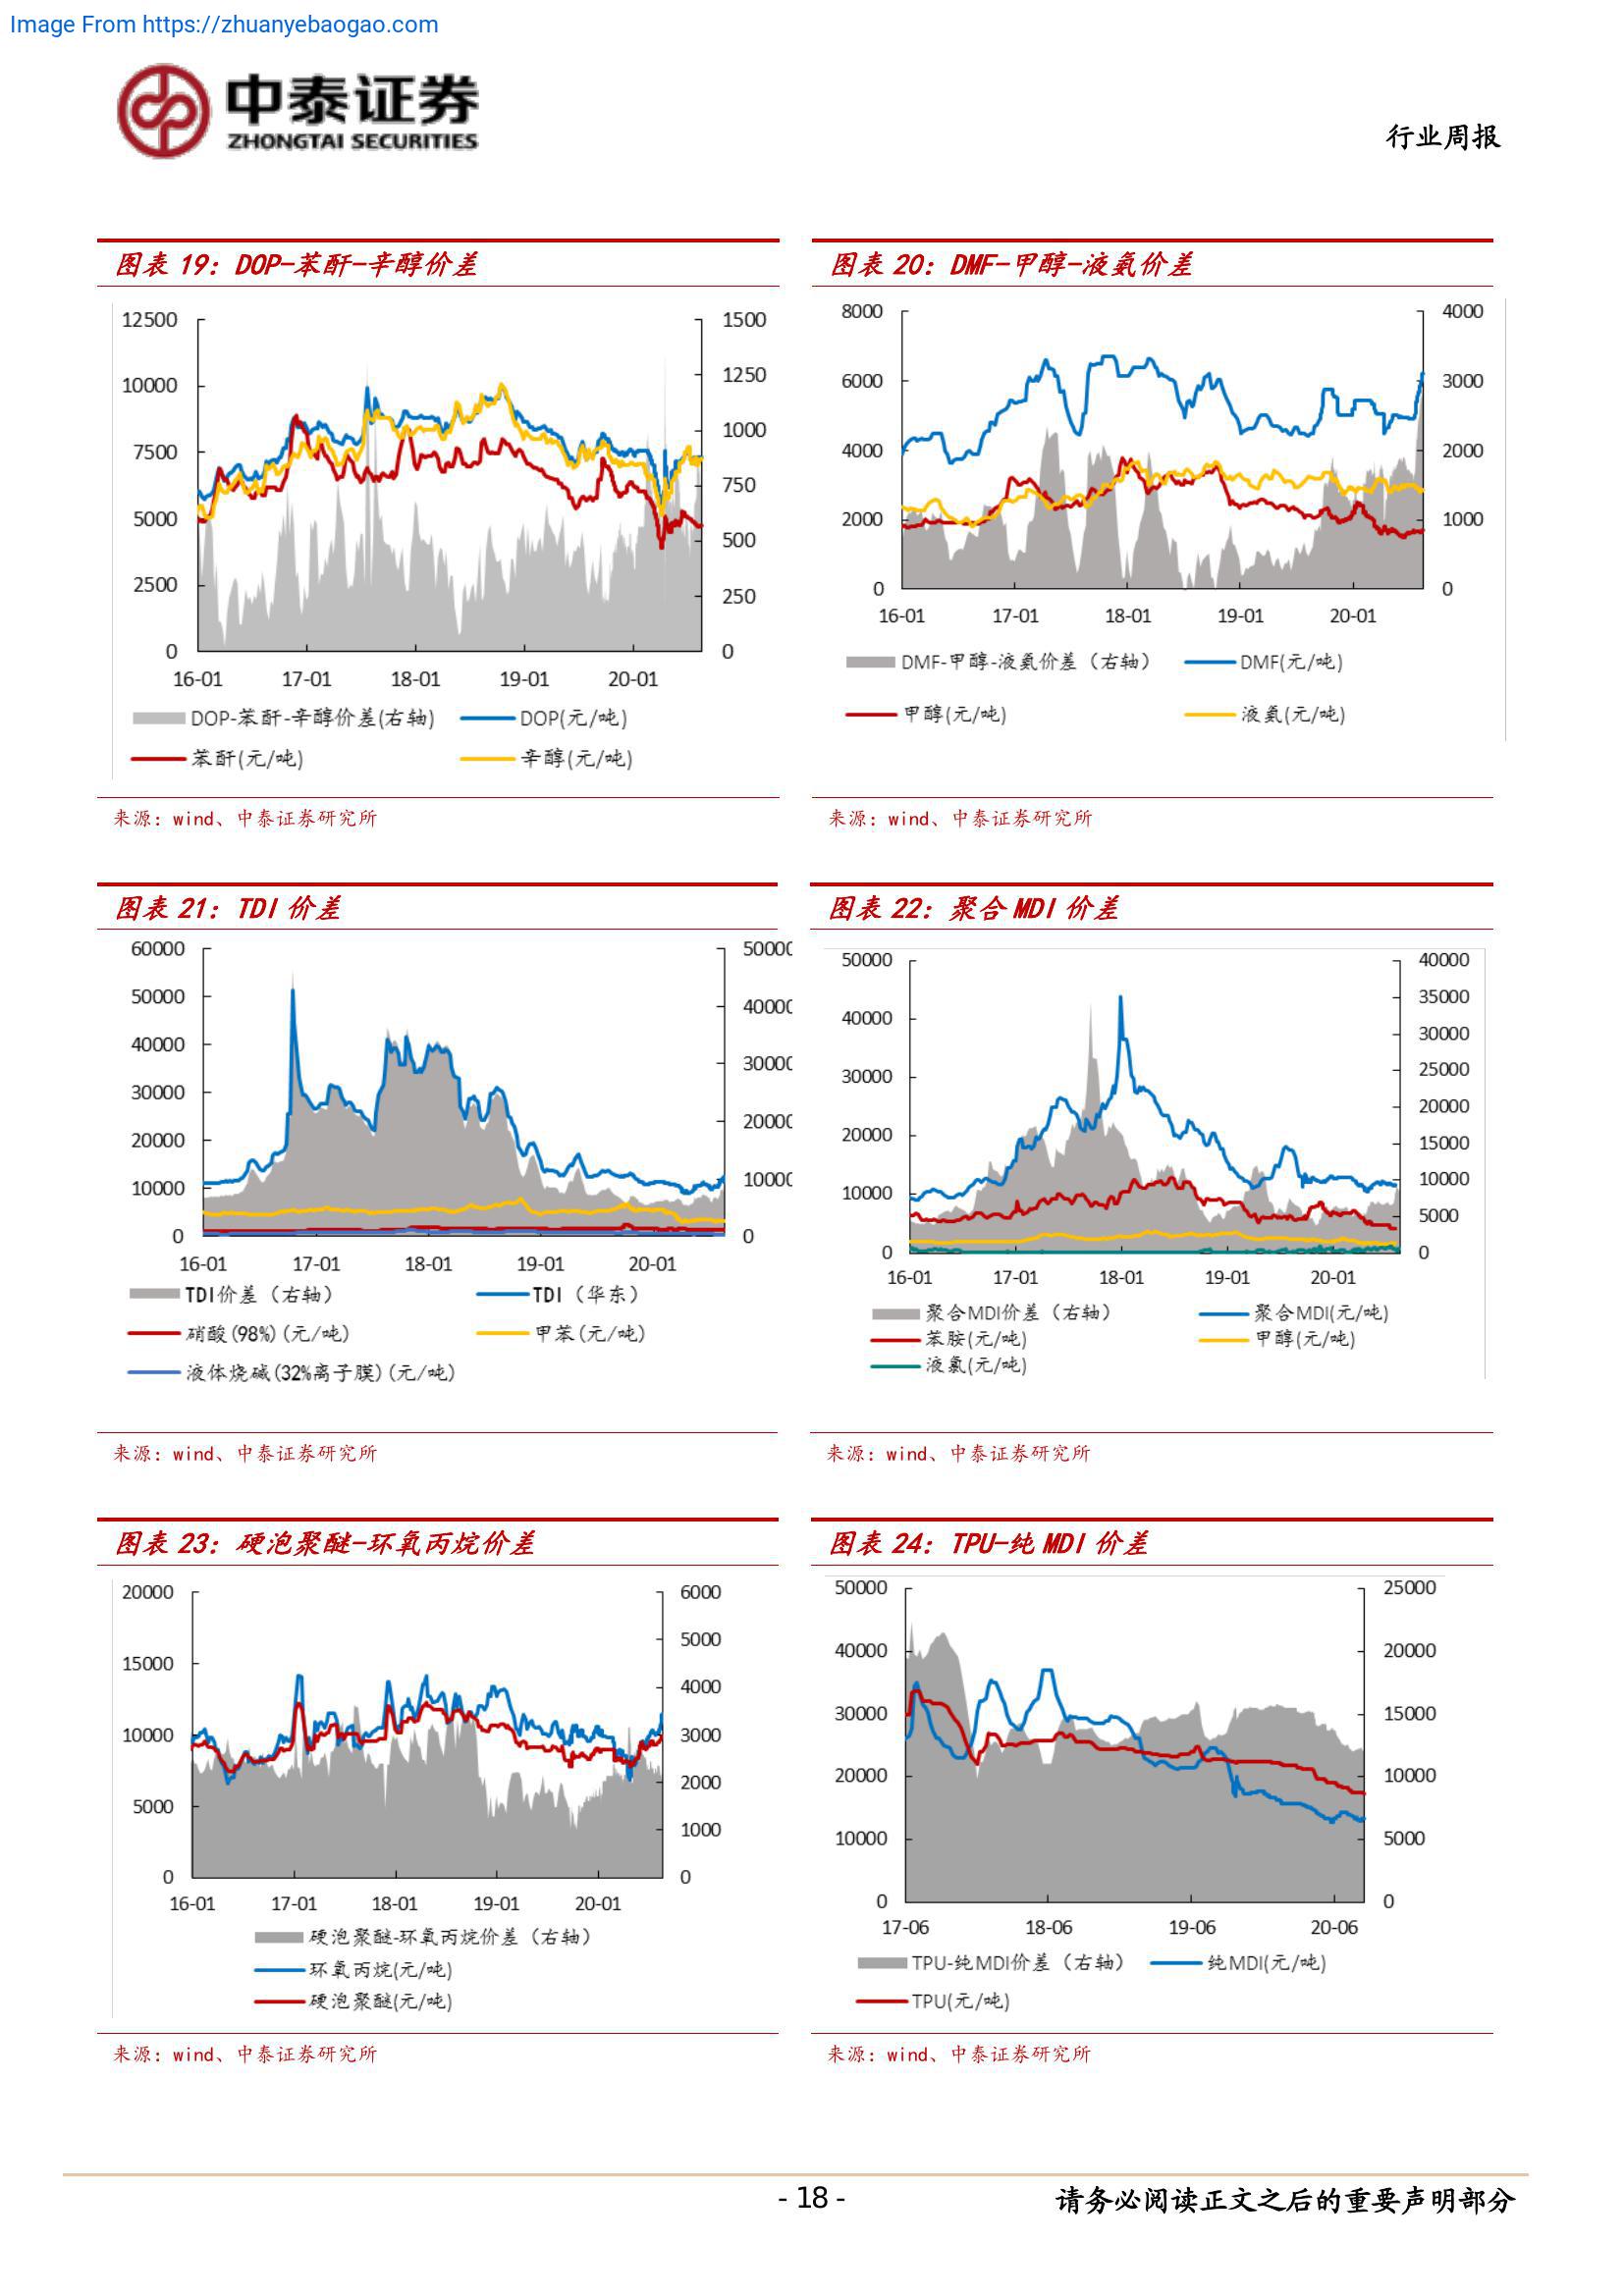 Image From https://zhuanyebaogao.com
中泰证券
ZHONGTAI SECURITIES
行业周报
图表 19：DOP-苯酐-辛醇价差
12500
10000
7500
5000
2500
0
1500
1250
1000
750
500
250
0
16-01 17-01 18-01 19-01 20-01
DOP-苯酐-辛醇价差(右轴) DOP(元/吨)
苯酐(元/吨) 辛醇(元/吨)
来源：wind、中泰证券研究所
图表 20：DMF-甲醇-液氨价差
8000
6000
4000
2000
0
4000
3000
2000
1000
0
16-01 17-01 18-01 19-01 20-01
DMF-甲醇-液氨价差（右轴） DMF(元/吨)
甲醇(元/吨) 液氨(元/吨)
来源：wind、中泰证券研究所
图表 21：TDI 价差
60000
50000
40000
30000
20000
10000
0
50000
40000
30000
20000
10000
0
16-01 17-01 18-01 19-01 20-01
TDI价差（右轴） TDI（华东）
硝酸(98%)(元/吨) 甲苯(元/吨)
液体烧碱(32%离子膜)(元/吨)
来源：wind、中泰证券研究所
图表 22：聚合 MDI 价差
50000
40000
30000
20000
10000
0
40000
35000
30000
25000
20000
15000
10000
5000
0
16-01 17-01 18-01 19-01 20-01
聚合MDI价差（右轴） 聚合MDI(元/吨)
苯胺(元/吨) 甲醇(元/吨)
液氯(元/吨)
来源：wind、中泰证券研究所
图表 23：硬泡聚醚-环氧丙烷价差
20000
15000
10000
5000
0
6000
5000
4000
3000
2000
1000
0
16-01 17-01 18-01 19-01 20-01
硬泡聚醚-环氧丙烷价差（右轴）
环氧丙烷(元/吨)
硬泡聚醚(元/吨)
来源：wind、中泰证券研究所
图表 24：TPU-纯 MDI 价差
50000
40000
30000
20000
10000
0
25000
20000
15000
10000
5000
0
17-06 18-06 19-06 20-06
TPU-纯MDI价差（右轴） 纯MDI(元/吨)
TPU(元/吨)
来源：wind、中泰证券研究所
- 18 -
请务必阅读正文之后的重要声明部分